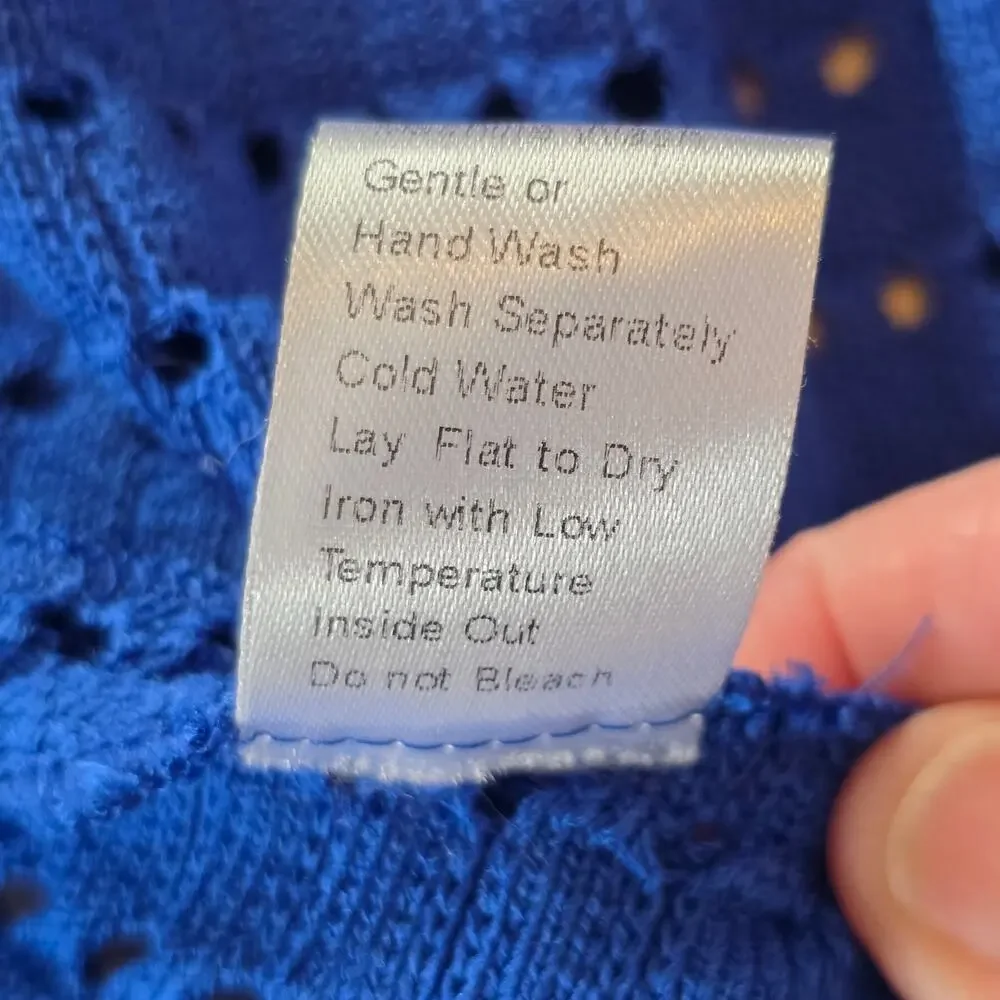 Gentle or
Hand Wash
Wash Separately
Cold Water
Lay Flat to Dry
Iron with Low
Temperature
Inside Out
Do not Bleach